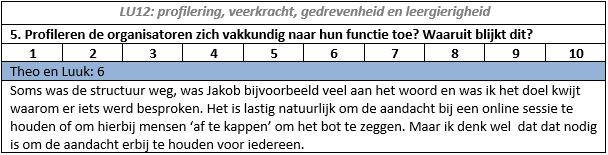 LU12: profilering, veerkracht, gedrevenheid en leergierigheid
5. Profileren de organisatoren zich vakkundig naar hun functie toe? Waaruit blijkt dit?
1 2 3 4 5 6 7 8 9 10
Theo en Luuk: 6
Soms was de structuur weg, was Jakob bijvoorbeeld veel aan het woord en was ik het doel kwijt
waarom er iets werd besproken. Het is lastig natuurlijk om de aandacht bij een online sessie te
houden of om hierbij mensen ‘af te kappen’ om het bot te zeggen. Maar ik denk wel dat dat nodig
is om de aandacht erbij te houden voor iedereen.